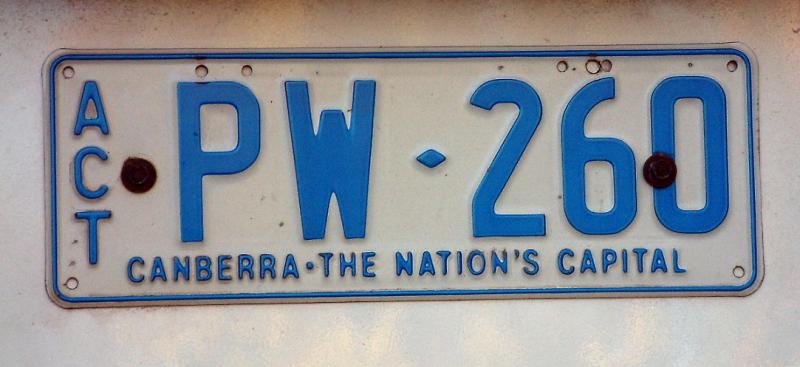 ACT
PW·260
CANBERRA·THE NATION'S CAPITAL